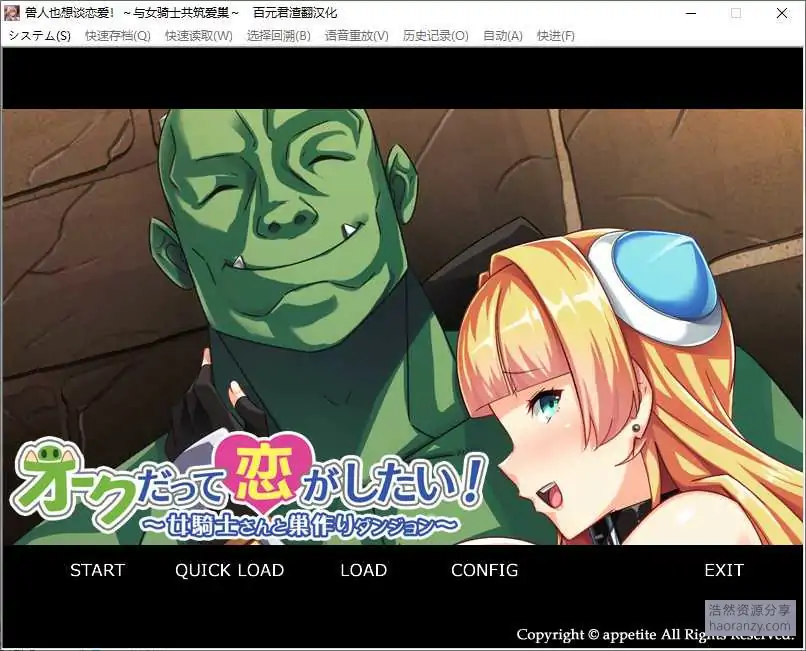 兽人也想谈恋爱！～与女骑士共筑爱巢～ 百元君渣翻汉化
システム(S) 快速存档(Q) 快速读取(W) 选择回溯(B) 语音重放(V) 历史记录(O) 自动(A) 快进(F)
オークだって恋がしたい！
～女騎士さんと巣作りダンジョン～
START QUICK LOAD LOAD CONFIG EXIT
浩然资源分享
haoranzy.com
Copyright © appetite All Rights Reserved.